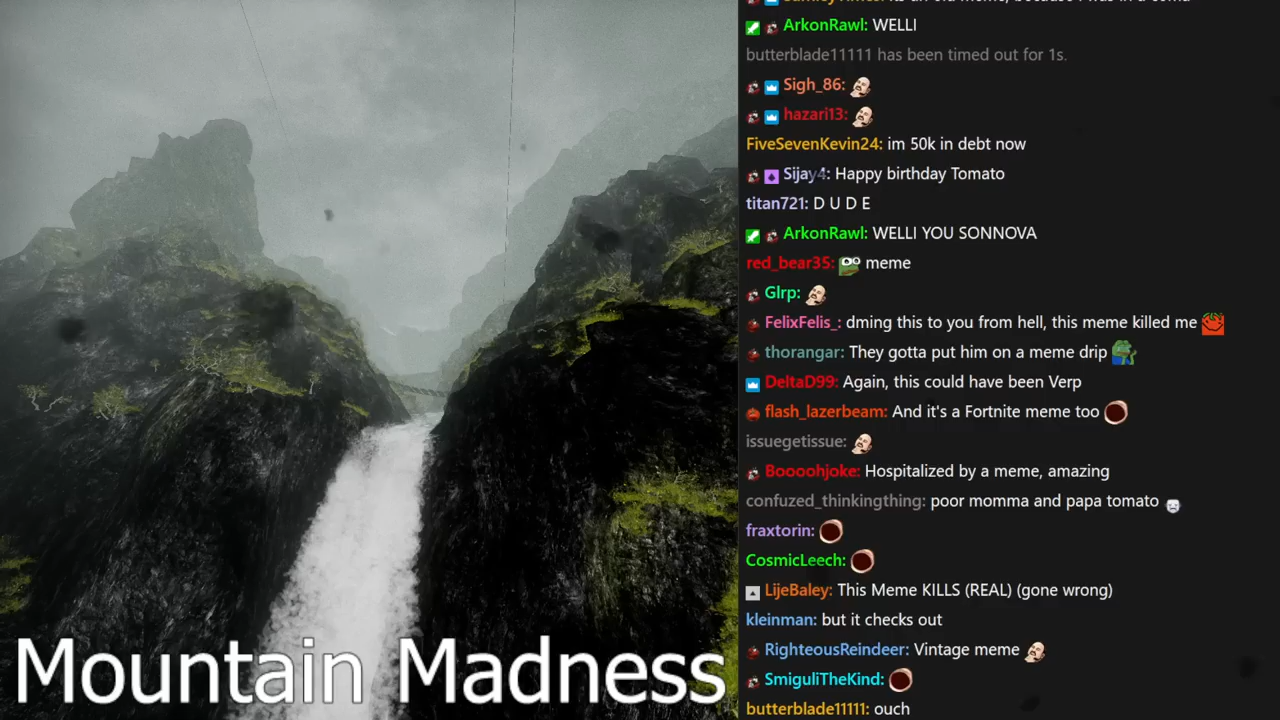 ArkonRawl: WELLI
butterblade11111 has been timed out for 1s.
Sigh_86:
hazari13:
FiveSevenKevin24: im 50k in debt now
Sijay4: Happy birthday Tomato
titan721: D U D E
ArkonRawl: WELLI YOU SONNOVA
red_bear35: meme
Glrp:
FelixFelis_: dming this to you from hell, this meme killed me
thorangar: They gotta put him on a meme drip
DeltaD99: Again, this could have been Verp
flash_lazerbeam: And it's a Fortnite meme too
issuegetissue:
Boooohjoke: Hospitalized by a meme, amazing
confuzed_thinkingthing: poor momma and papa tomato
fraxtorin:
CosmicLeech:
LijeBaley: This Meme KILLS (REAL) (gone wrong)
kleinman: but it checks out
RighteousReindeer: Vintage meme
SmiguliTheKind:
butterblade11111: ouch
Mountain Madness